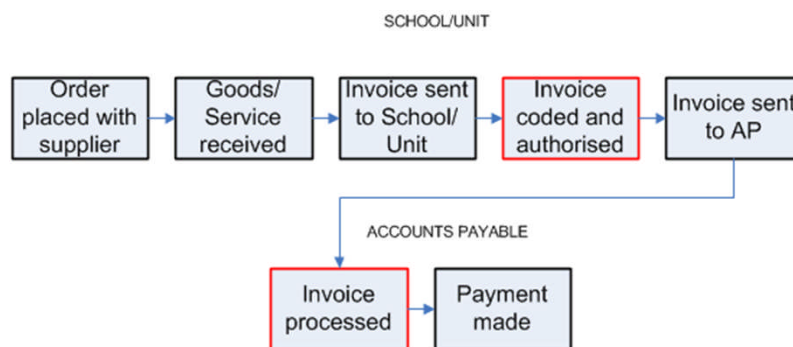 SCHOOL/UNIT
Order
placed with
supplier
Goods/
Service
received
Invoice sent
to School/
Unit
Invoice
coded and
authorised
Invoice sent
to AP
ACCOUNTS PAYABLE
Invoice
processed
Payment
made